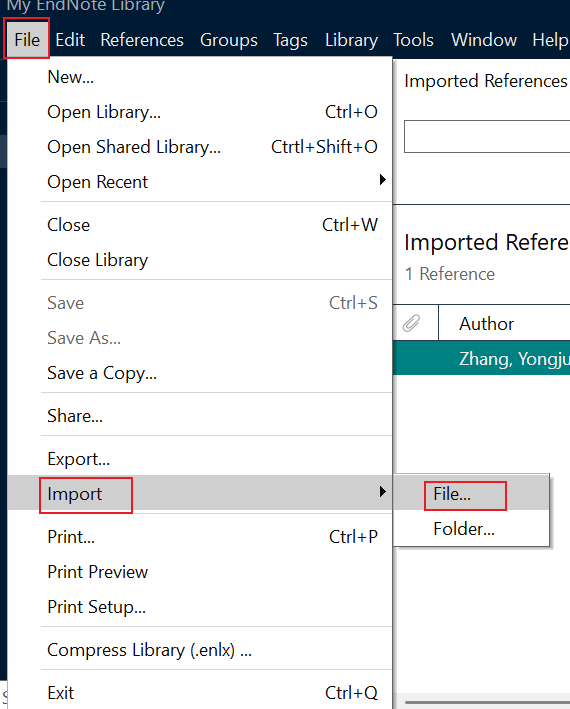 My EndNote Library
File Edit References Groups Tags Library Tools Window Help
New...
Open Library... Ctrl+O
Open Shared Library... Ctrtl+Shift+O
Open Recent
Close Ctrl+W
Close Library
Save Ctrl+S
Save As...
Save a Copy...
Share...
Export...
Import
Print... Ctrl+P
Print Preview
Print Setup...
Compress Library (.enlx) ...
Exit Ctrl+Q
File...
Folder...
Imported References
Imported Refere
1 Reference
Author
Zhang, Yongju